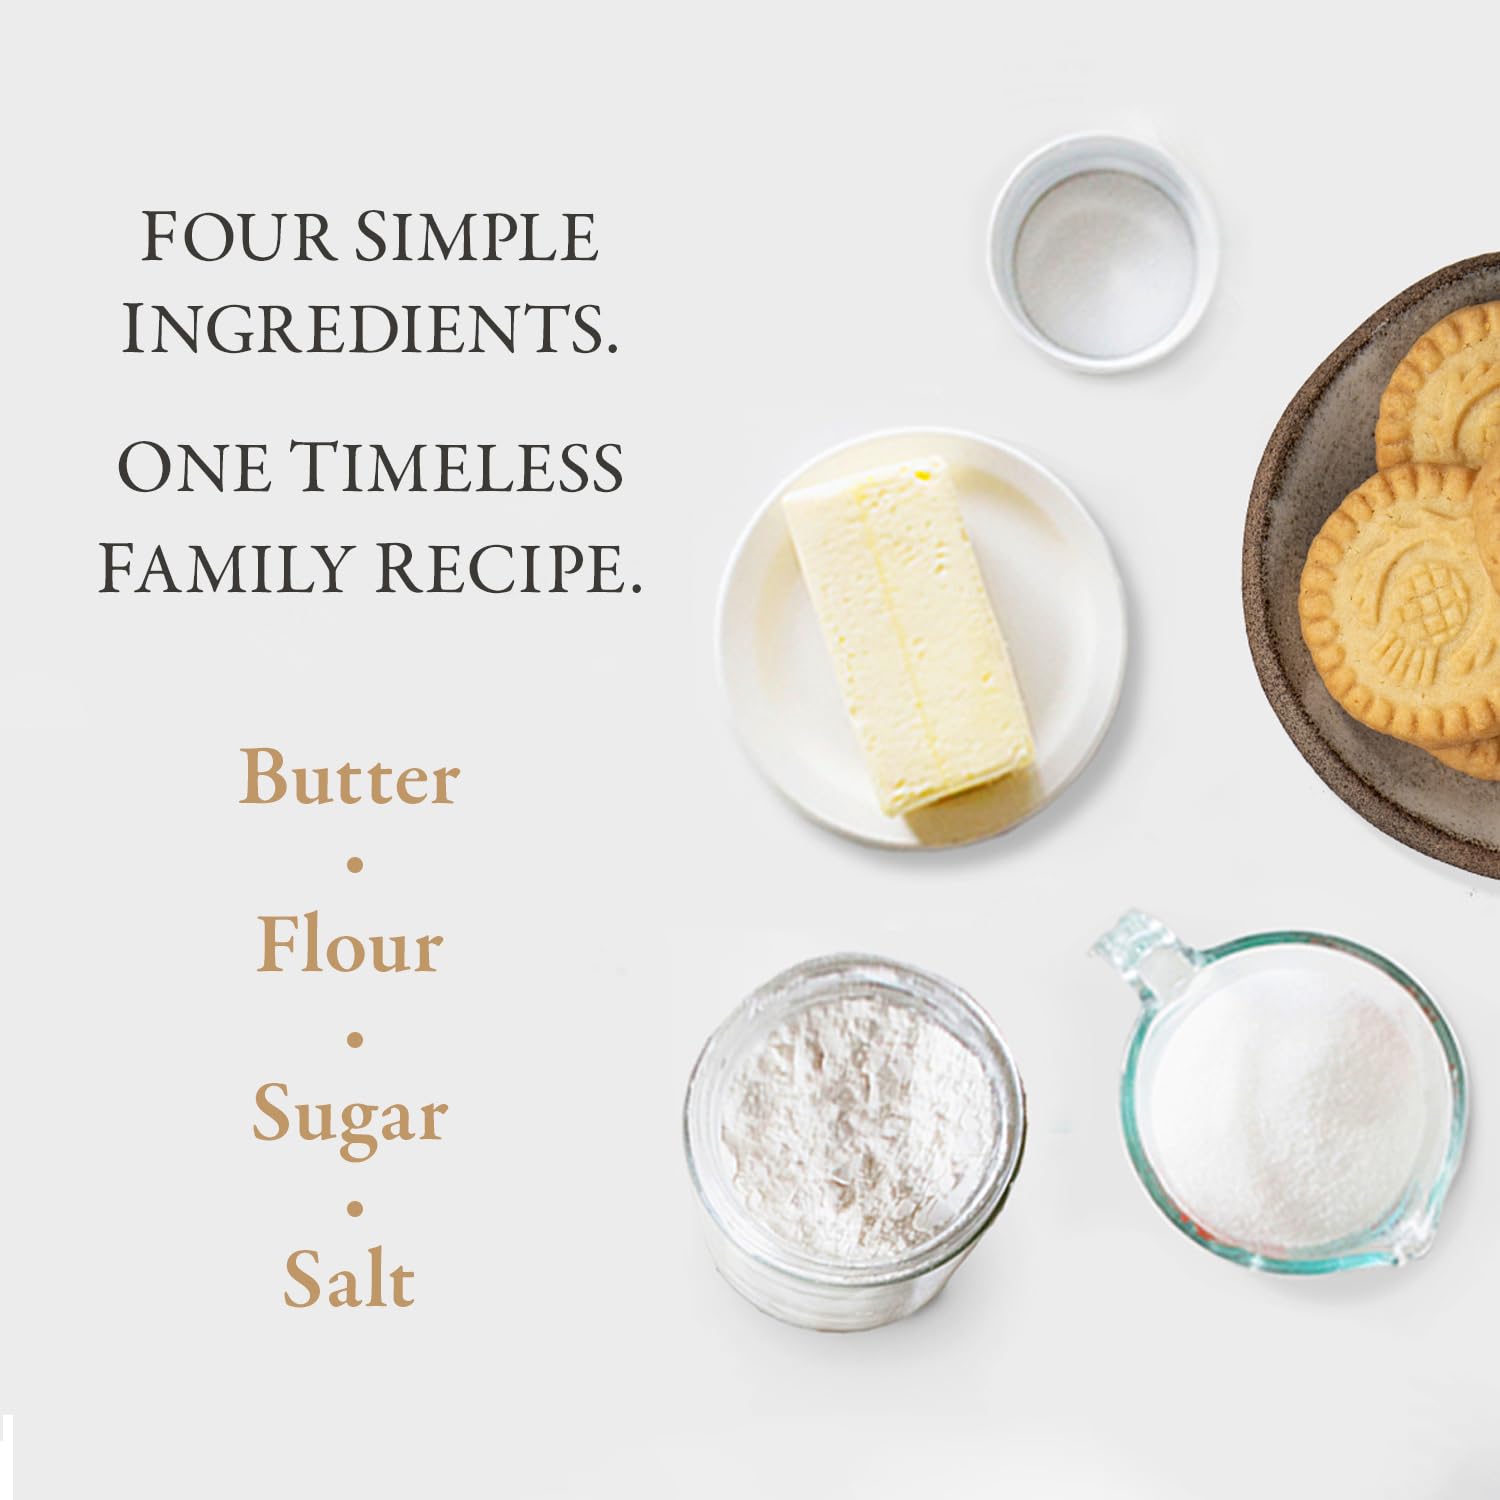 Four Simple
Ingredients.
One Timeless
Family Recipe.
Butter
•
Flour
•
Sugar
•
Salt